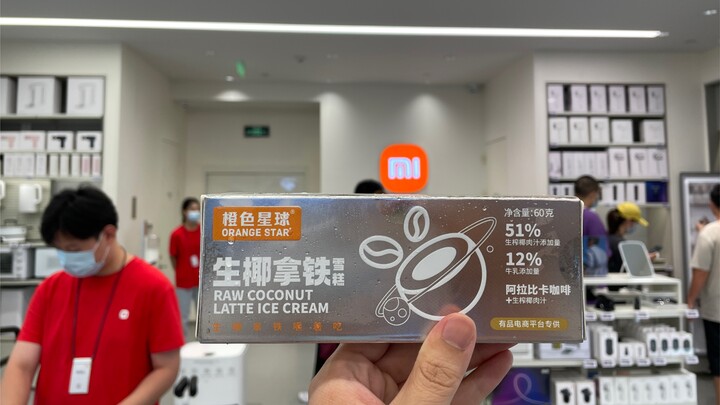 mi
橙色星球®
ORANGE STAR®
生椰拿铁雪糕
RAW COCONUT
LATTE ICE CREAM
净含量:60克
51%
生榨椰肉汁添加量
12%
牛乳添加量
阿拉比卡咖啡
+生榨椰肉汁
有品电商平台专供